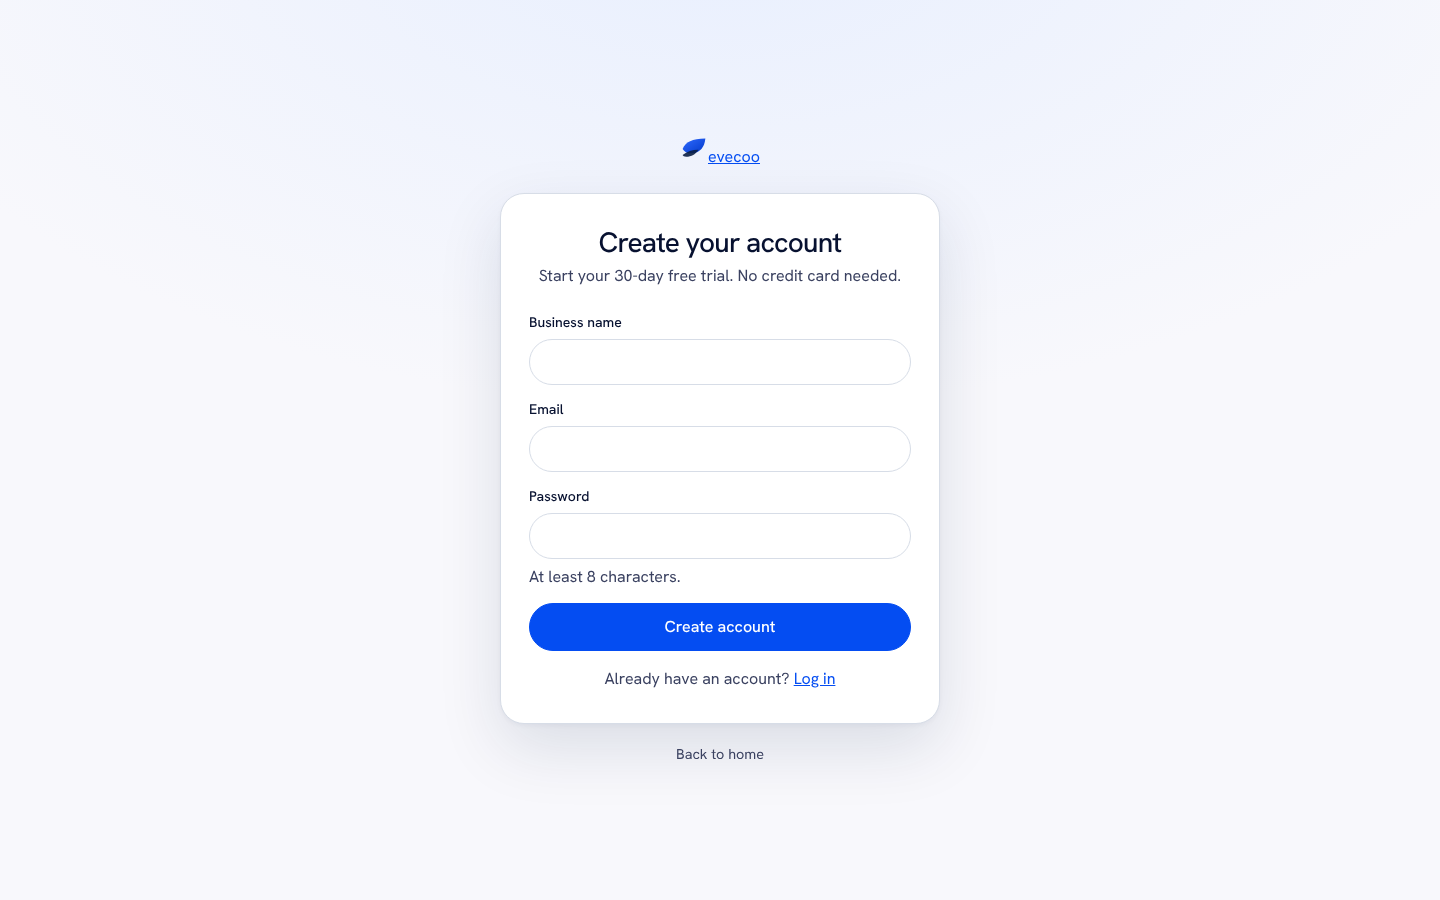 evecoo
Create your account
Start your 30-day free trial. No credit card needed.
Business name
Email
Password
At least 8 characters.
Create account
Already have an account? Log in
Back to home